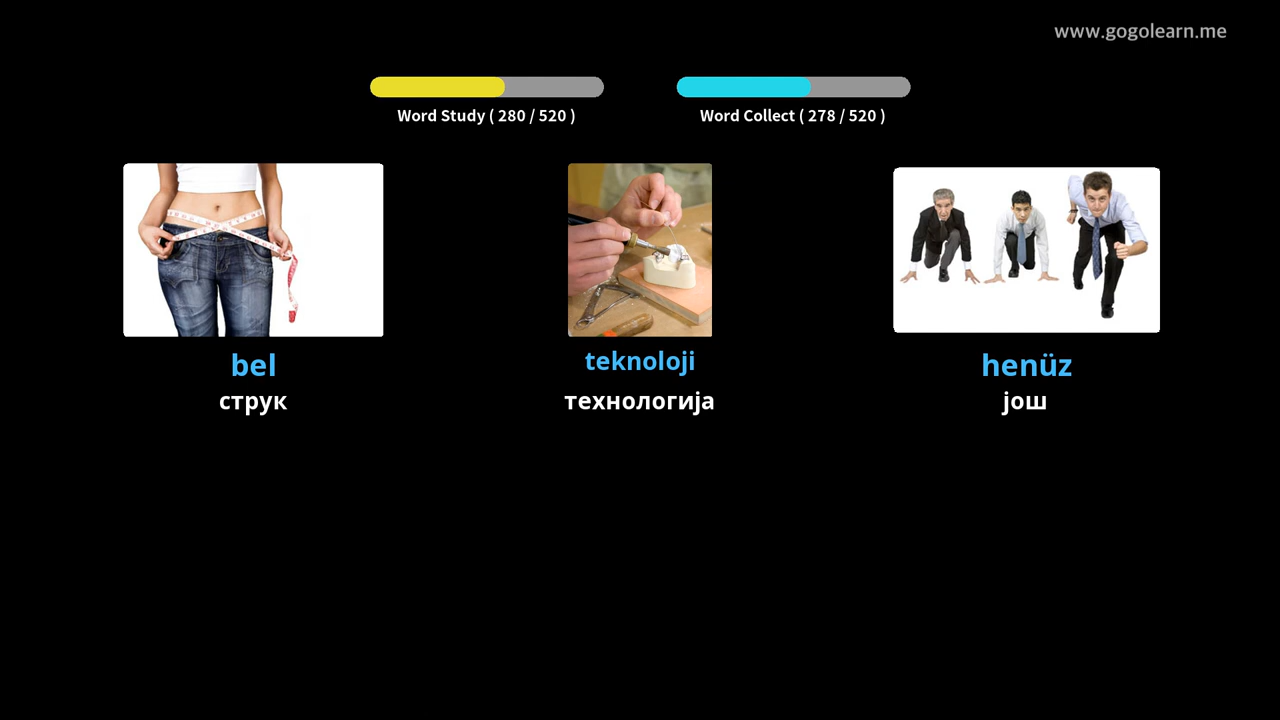 www.gogolearn.me
Word Study ( 280 / 520 )
Word Collect ( 278 / 520 )
bel
струк
teknoloji
технологија
henüz
још